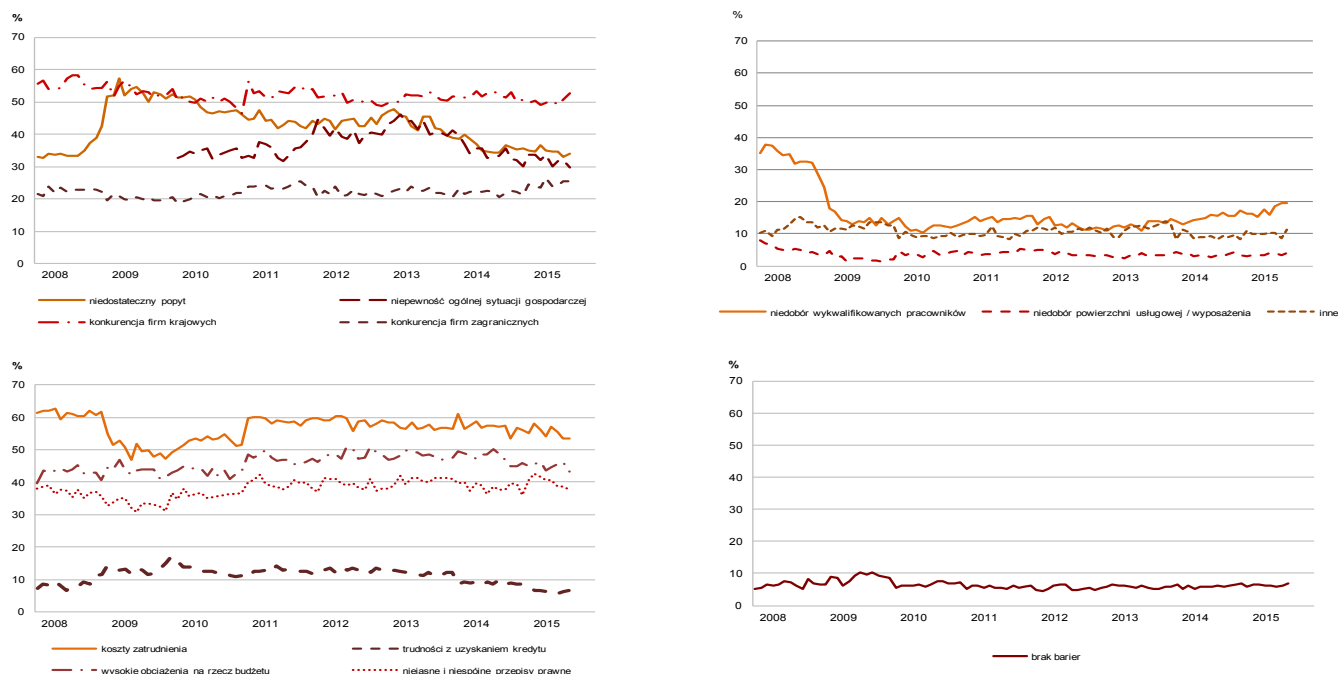 %
70
60
50
40
30
20
10
0
2008 2009 2010 2011 2012 2013 2014 2015
niedostateczny popyt
niepewność ogólnej sytuacji gospodarczej
konkurencja firm krajowych
konkurencja firm zagranicznych
%
70
60
50
40
30
20
10
0
2008 2009 2010 2011 2012 2013 2014 2015
niedobór wykwalifikowanych pracowników
niedobór powierzchni usługowej / wyposażenia
inne
%
70
60
50
40
30
20
10
0
2008 2009 2010 2011 2012 2013 2014 2015
koszty zatrudnienia
trudności z uzyskaniem kredytu
wysokie obciążenia na rzecz budżetu
niejasne i niespójne przepisy prawne
%
70
60
50
40
30
20
10
0
2008 2009 2010 2011 2012 2013 2014 2015
brak barier